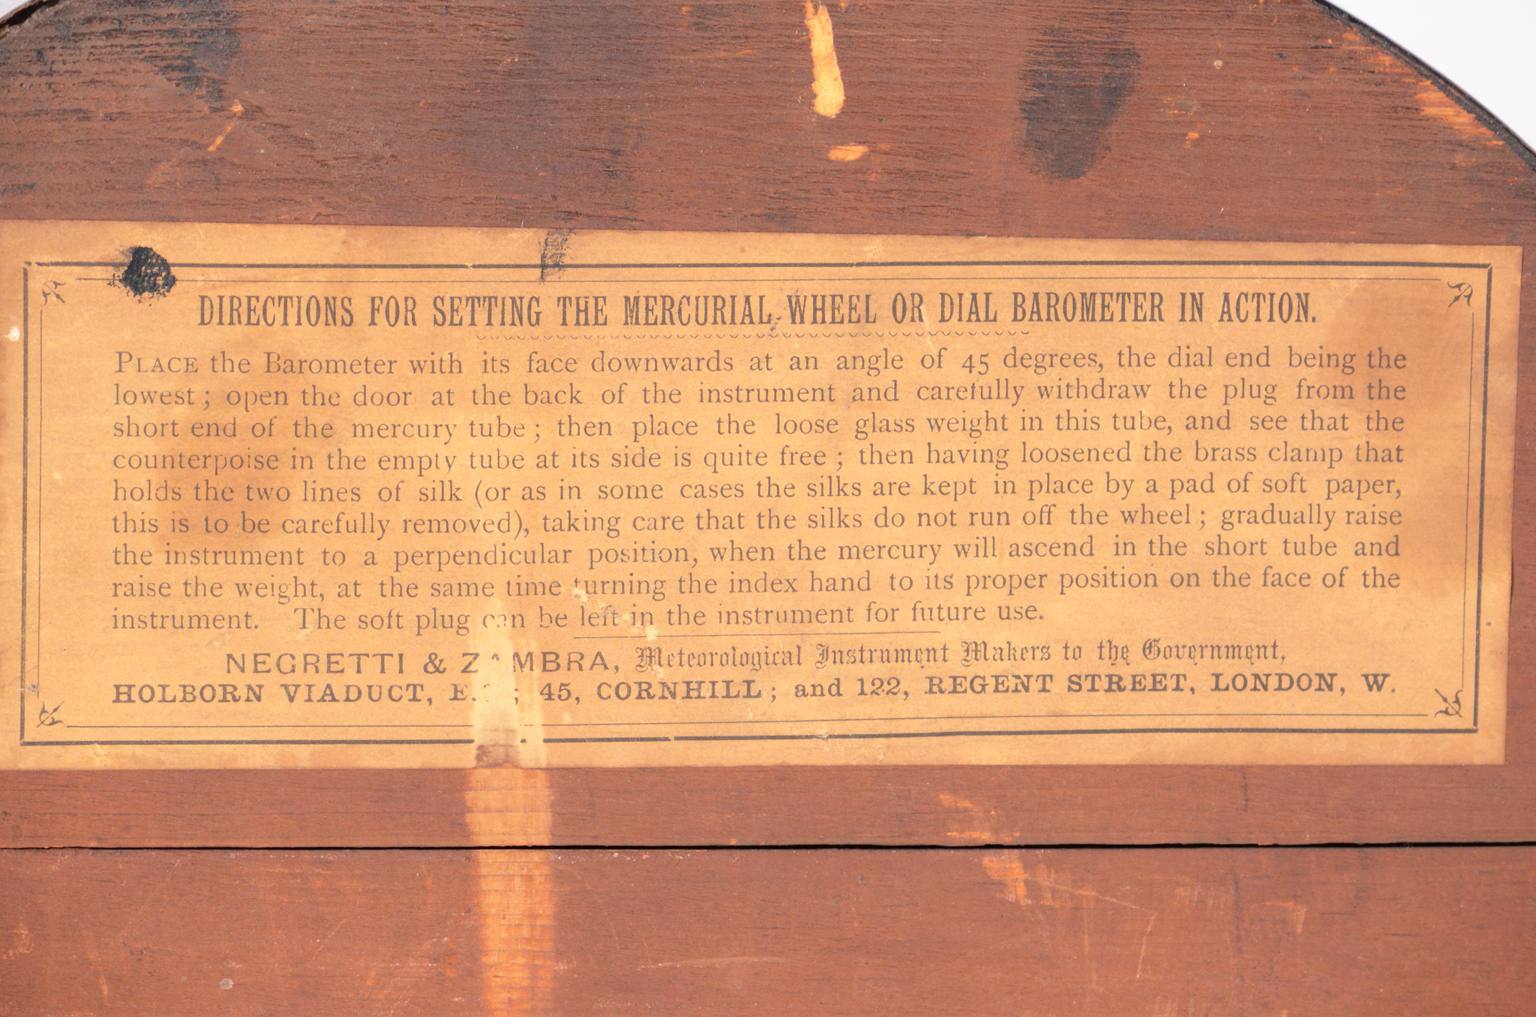 DIRECTIONS FOR SETTING THE MERCURIAL WHEEL OR DIAL BAROMETER IN ACTION.
PLACE the Barometer with its face downwards at an angle of 45 degrees, the dial end being the
lowest; open the door at the back of the instrument and carefully withdraw the plug from the
short end of the mercury tube; then place the loose glass weight in this tube, and see that the
counterpoise in the empty tube at its side is quite free; then having loosened the brass clamp that
holds the two lines of silk (or as in some cases the silks are kept in place by a pad of soft paper,
this is to be carefully removed), taking care that the silks do not run off the wheel; gradually raise
the instrument to a perpendicular position, when the mercury will ascend in the short tube and
raise the weight, at the same time turning the index hand to its proper position on the face of the
instrument. The soft plug can be left in the instrument for future use.
NEGRETTI & ZAMBRA, Meteorological Instrument Makers to the Government,
HOLBORN VIADUCT, ; 45, CORNHILL; and 122, REGENT STREET, LONDON, W.